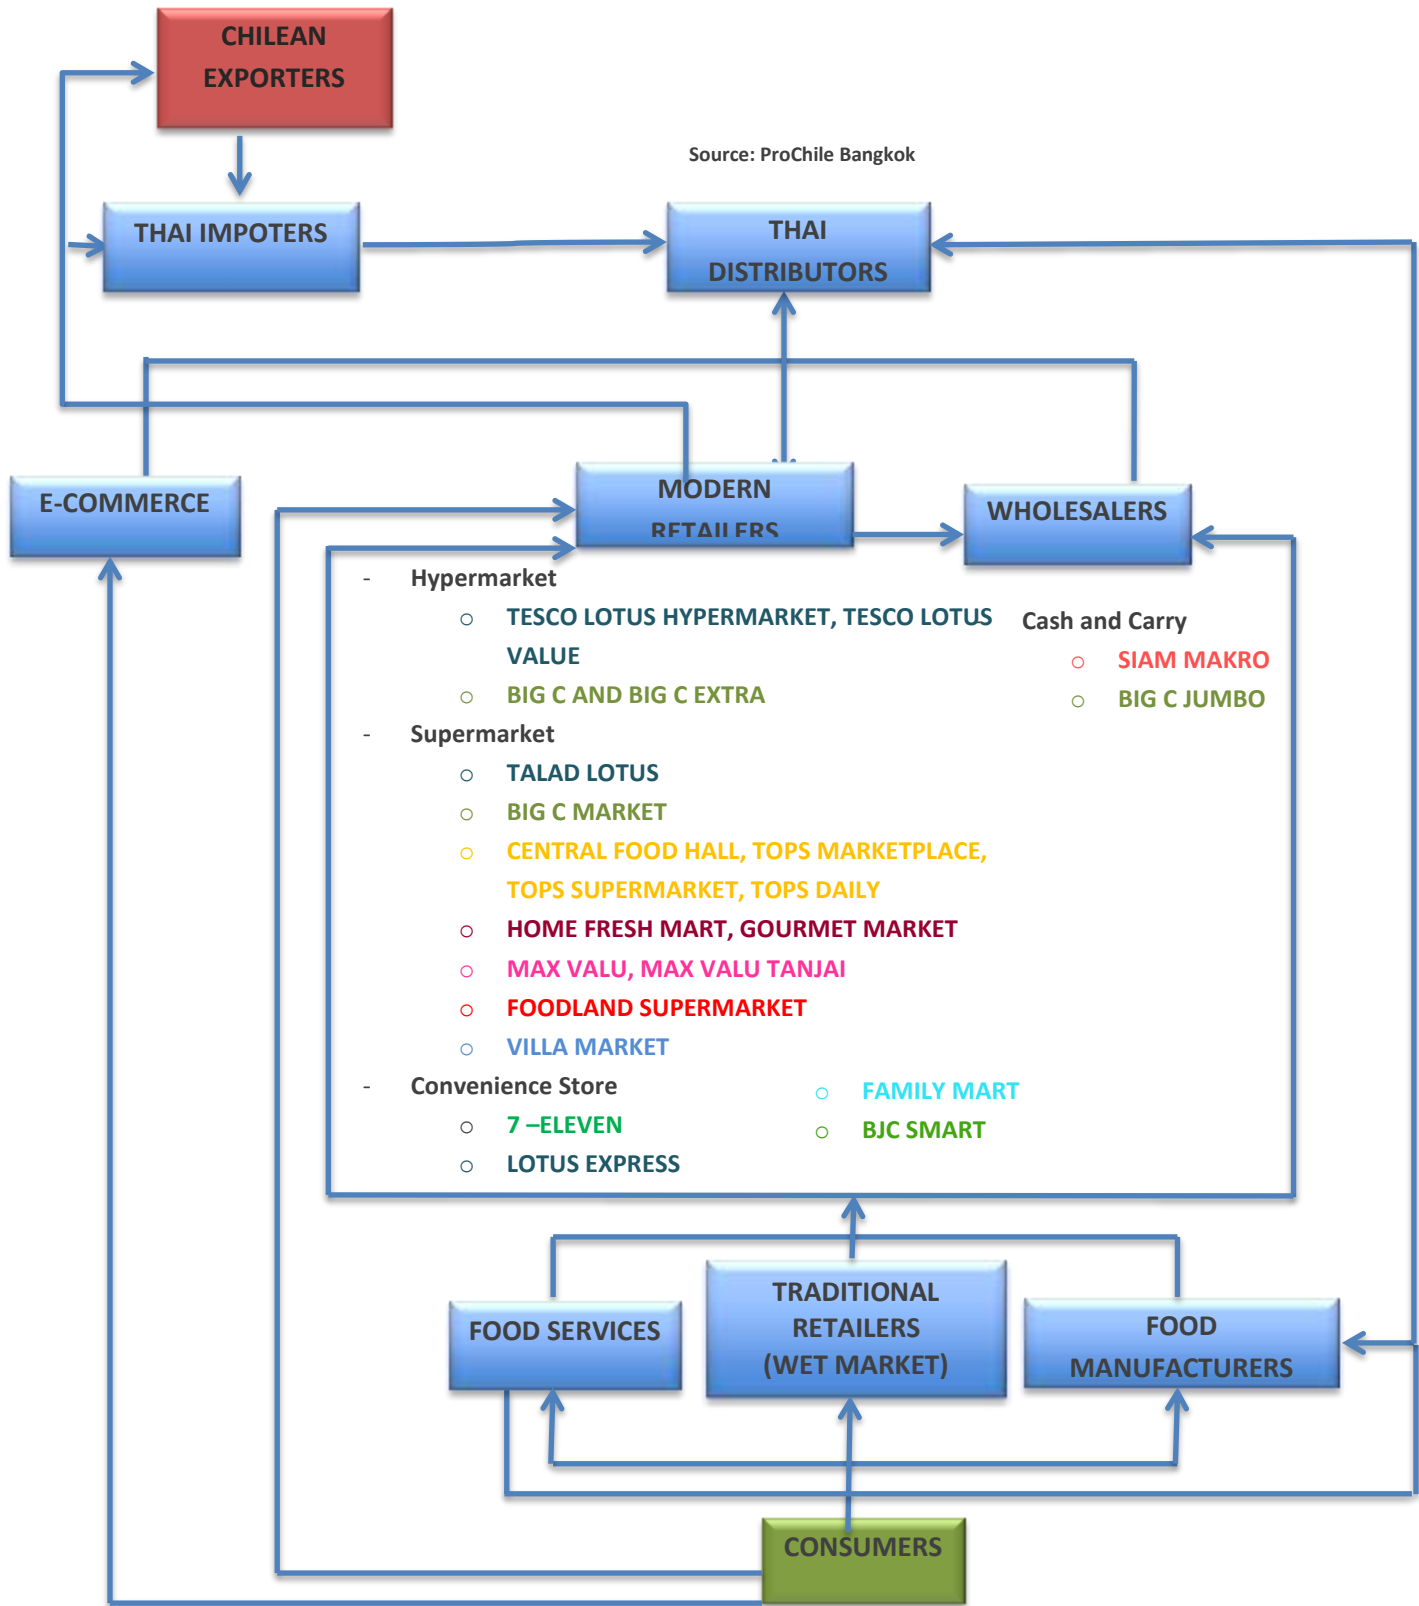 CHILEAN
EXPORTERS
Source: ProChile Bangkok
THAI IMPOTERS
THAI
DISTRIBUTORS
E-COMMERCE
MODERN
RETAILERS
WHOLESALERS
- Hypermarket
o TESCO LOTUS HYPERMARKET, TESCO LOTUS
VALUE
o BIG C AND BIG C EXTRA
- Cash and Carry
o SIAM MAKRO
o BIG C JUMBO
- Supermarket
o TALAD LOTUS
o BIG C MARKET
o CENTRAL FOOD HALL, TOPS MARKETPLACE,
TOPS SUPERMARKET, TOPS DAILY
o HOME FRESH MART, GOURMET MARKET
o MAX VALU, MAX VALU TANJAI
o FOODLAND SUPERMARKET
o VILLA MARKET
- Convenience Store
o 7 –ELEVEN
o LOTUS EXPRESS
o FAMILY MART
o BJC SMART
FOOD SERVICES
TRADITIONAL
RETAILERS
(WET MARKET)
FOOD
MANUFACTURERS
CONSUMERS